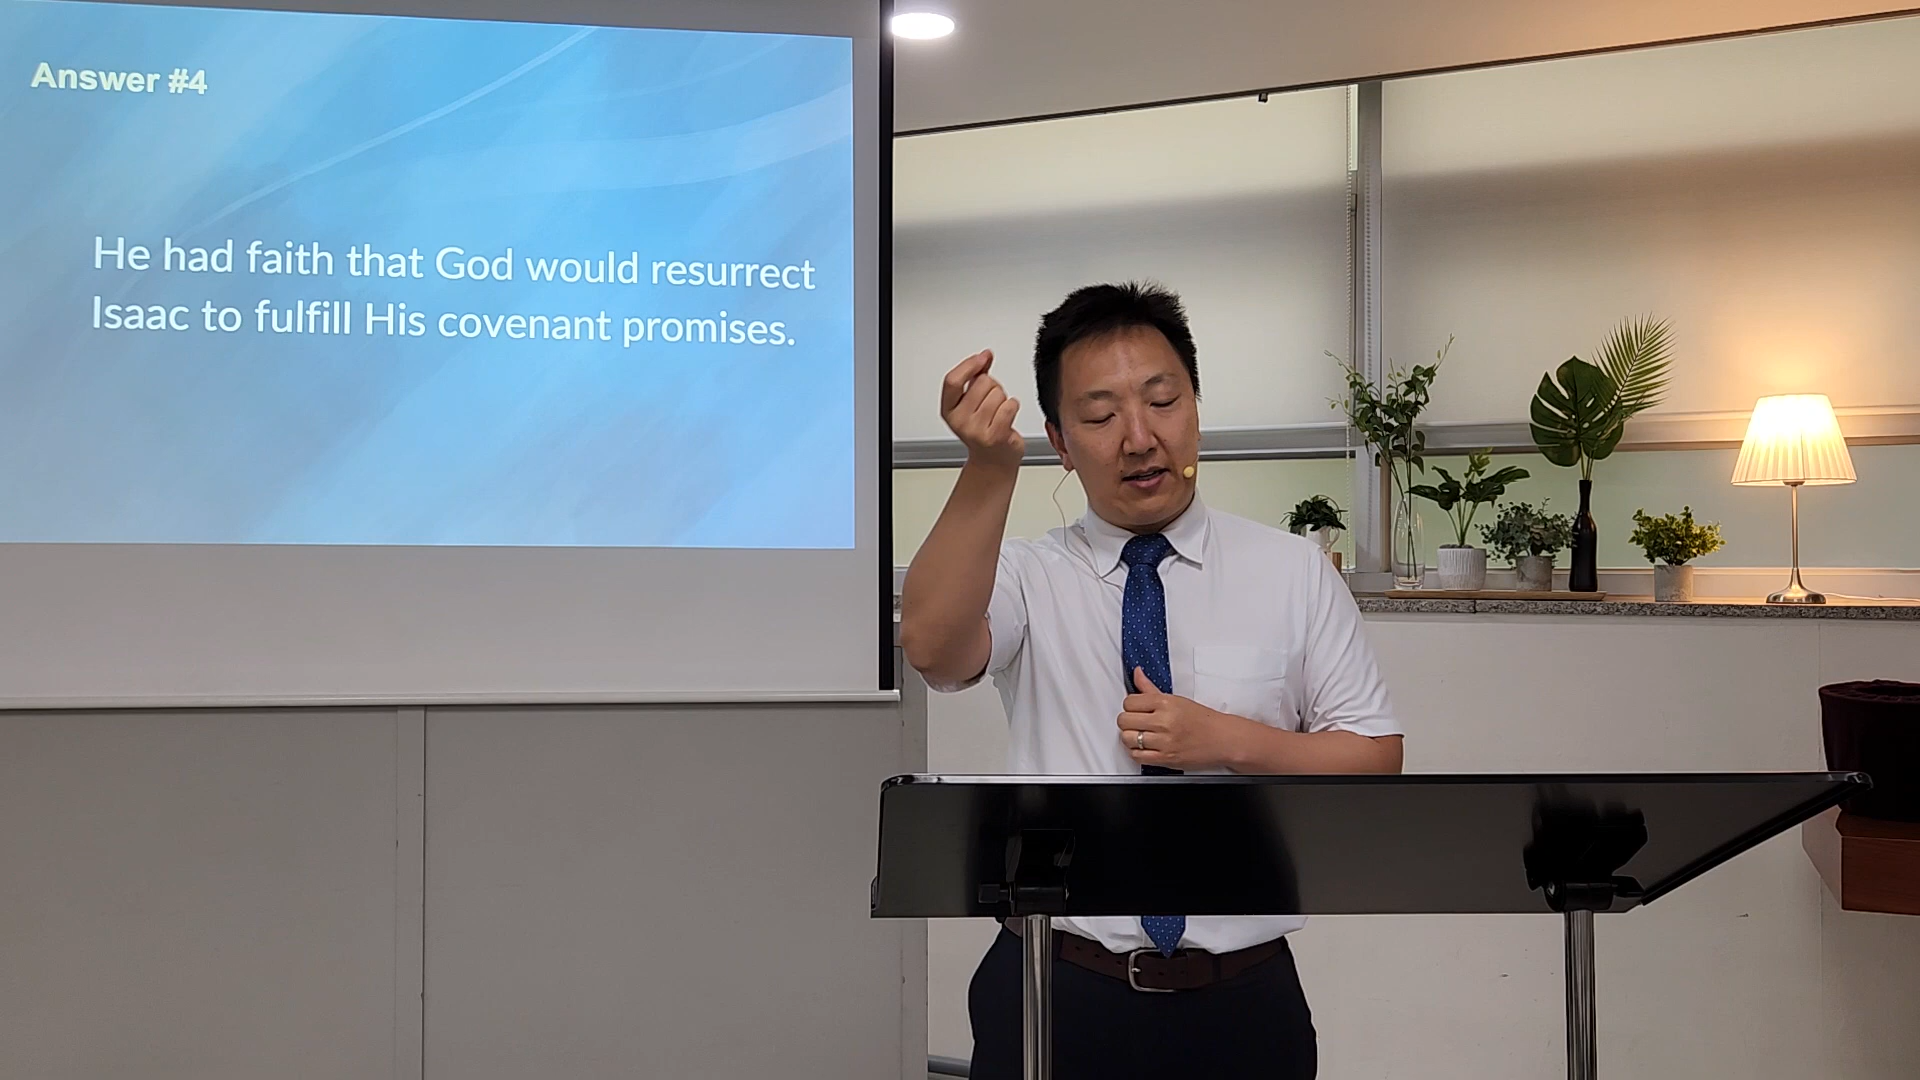 Answer #4
He had faith that God would resurrect
Isaac to fulfill His covenant promises.